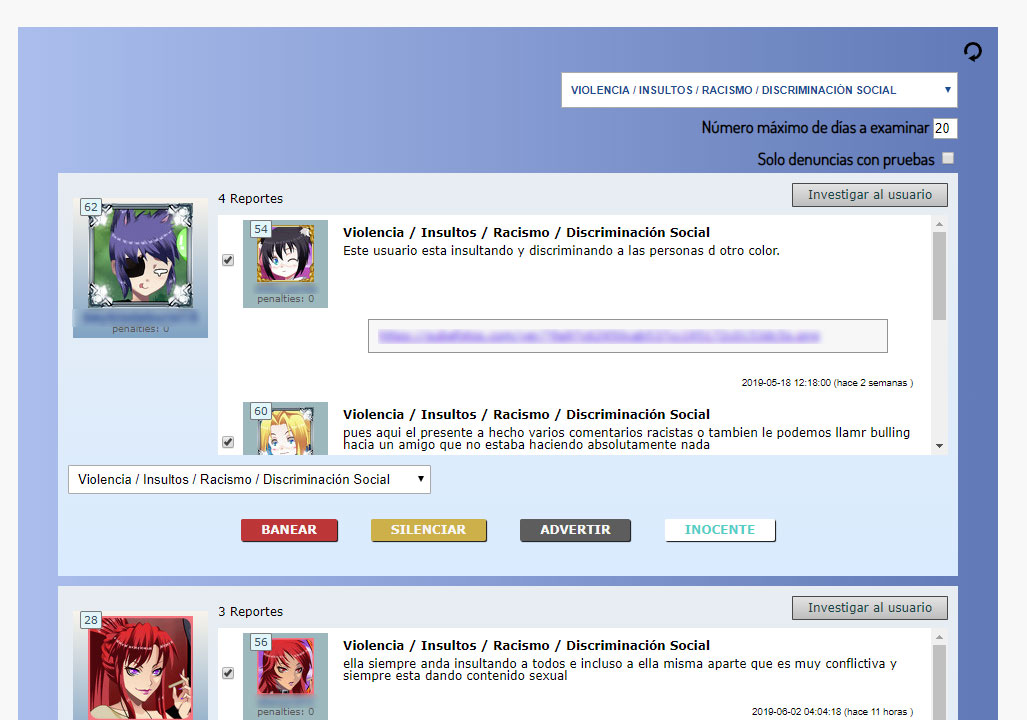 VIOLENCIA / INSULTOS / RACISMO / DISCRIMINACIÓN SOCIAL
Número máximo de días a examinar 20
Solo denuncias con pruebas
62
penalties: 0
4 Reportes
Investigar al usuario
54
penalties: 0
Violencia / Insultos / Racismo / Discriminación Social
Este usuario esta insultando y discriminando a las personas d otro color.
2019-05-18 12:18:00 (hace 2 semanas )
60
Violencia / Insultos / Racismo / Discriminación Social
pues aqui el presente a hecho varios comentarios racistas o tambien le podemos llamr bulling
hacia un amigo que no estaba haciendo absolutamente nada
Violencia / Insultos / Racismo / Discriminación Social
BANEAR
SILENCIAR
ADVERTIR
INOCENTE
28
3 Reportes
Investigar al usuario
56
penalties: 0
Violencia / Insultos / Racismo / Discriminación Social
ella siempre anda insultando a todos e incluso a ella misma aparte que es muy conflictiva y
siempre esta dando contenido sexual
2019-06-02 04:04:18 (hace 11 horas )